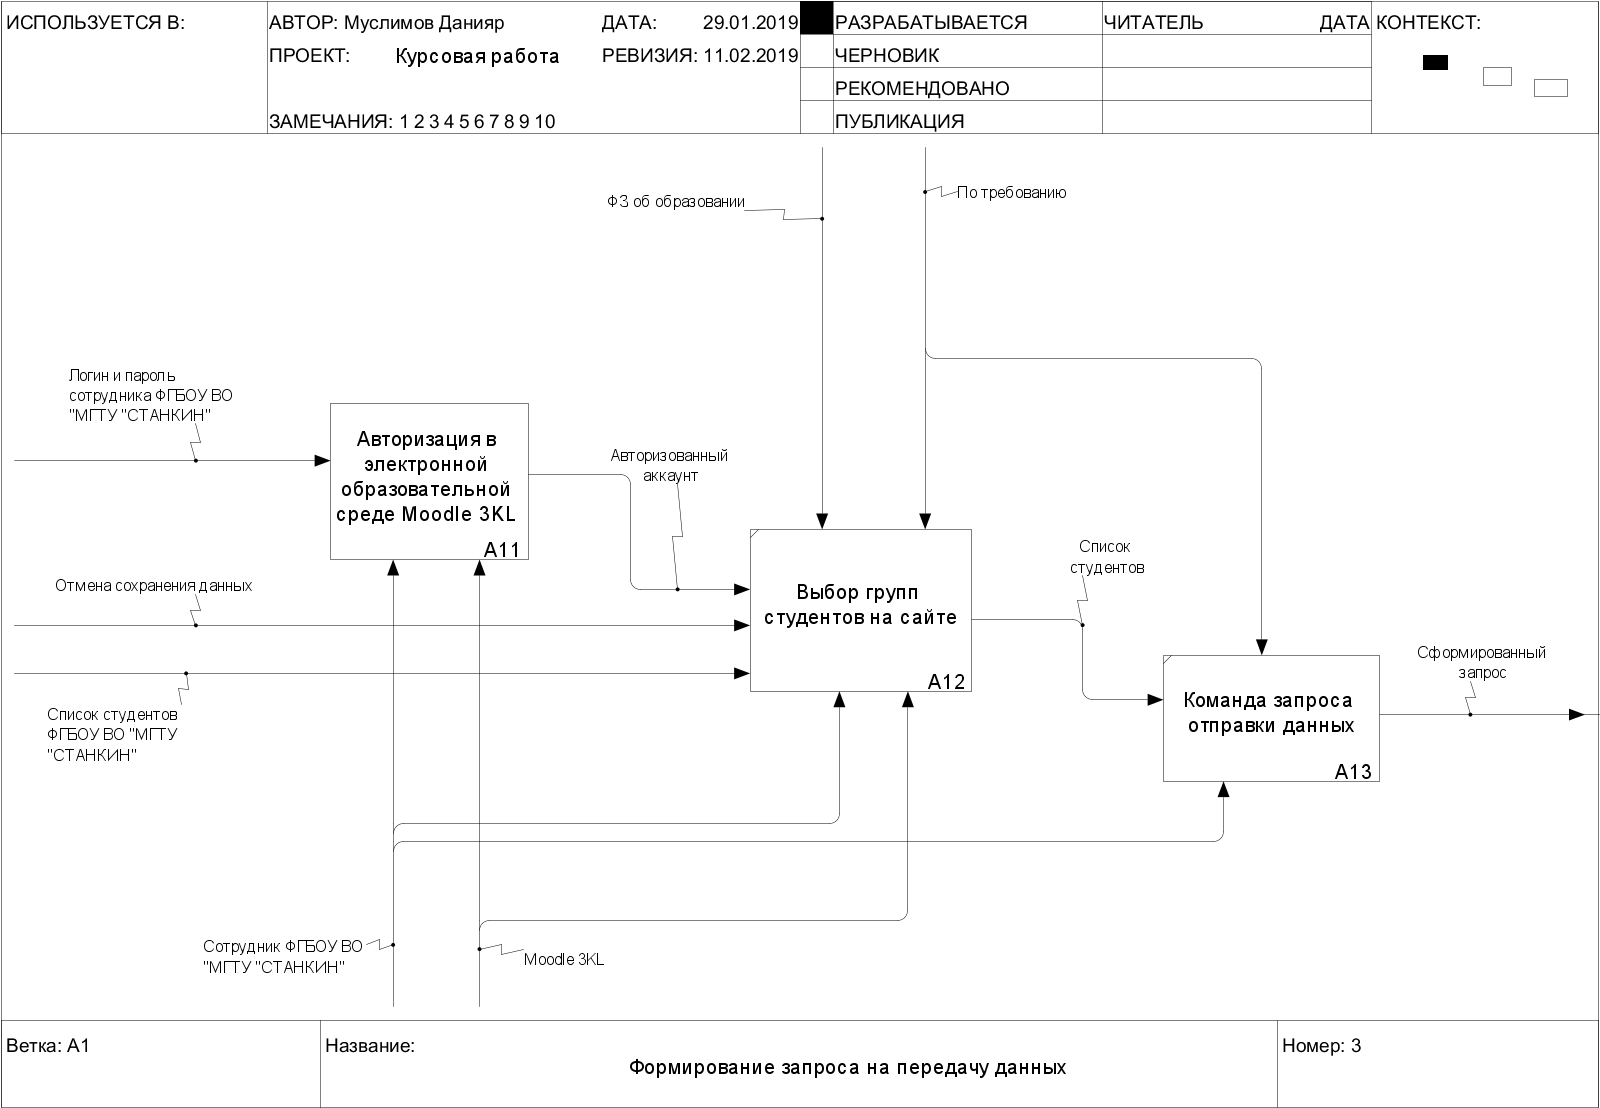 ИСПОЛЬЗУЕТСЯ В:
АВТОР: Муслимов Данияр
ДАТА: 29.01.2019
ПРОЕКТ: Курсовая работа
РЕВИЗИЯ: 11.02.2019
ЗАМЕЧАНИЯ: 1 2 3 4 5 6 7 8 9 10
РАЗРАБАТЫВАЕТСЯ
ЧЕРНОВИК
РЕКОМЕНДОВАНО
ПУБЛИКАЦИЯ
ЧИТАТЕЛЬ
ДАТА
КОНТЕКСТ:
ФЗ об образовании
По требованию
Логин и пароль
сотрудника ФГБОУ ВО
"МГТУ "СТАНКИН"
Авторизация в
электронной
образовательной
среде Moodle 3KL
A11
Авторизованный
аккаунт
Отмена сохранения данных
Выбор групп
студентов на сайте
A12
Список
студентов
Список студентов
ФГБОУ ВО "МГТУ
"СТАНКИН"
Команда запроса
отправки данных
A13
Сформированный
запрос
Сотрудник ФГБОУ ВО
"МГТУ "СТАНКИН"
Moodle 3KL
Ветка: A1
Название:
Формирование запроса на передачу данных
Номер: 3